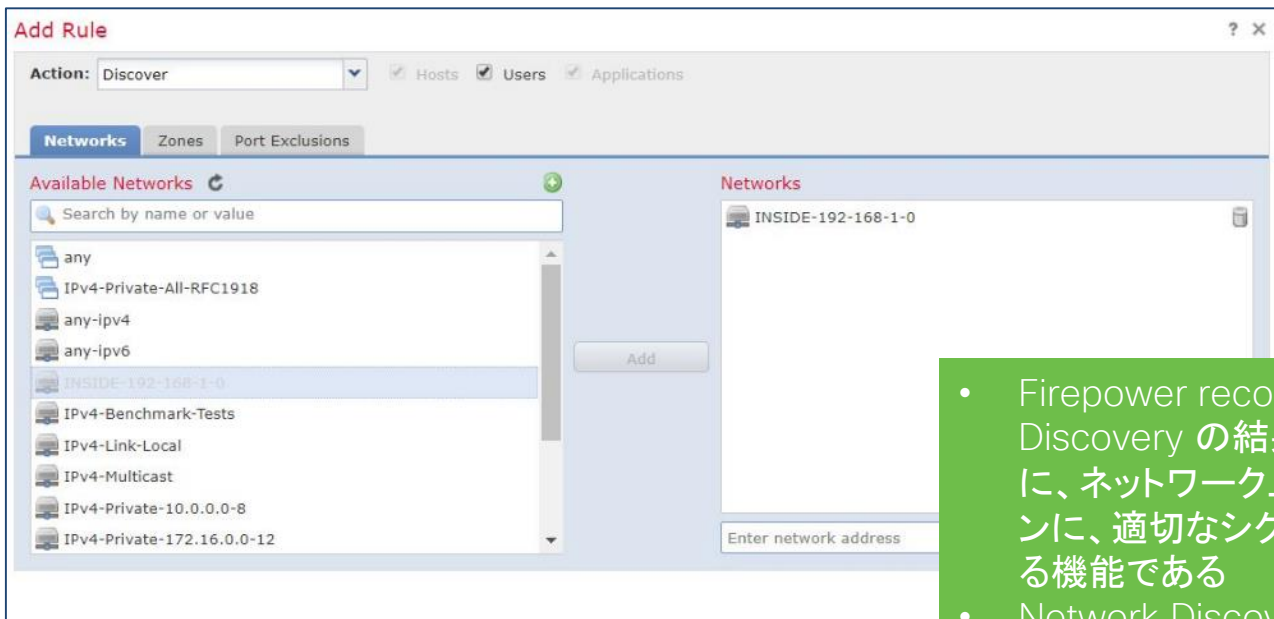 Add Rule
? ×
Action: Discover Hosts Users Applications
Networks Zones Port Exclusions
Available Networks
Search by name or value
any
IPv4-Private-All-RFC1918
any-ipv4
any-ipv6
INSIDE-192-168-1-0
IPv4-Benchmark-Tests
IPv4-Link-Local
IPv4-Multicast
IPv4-Private-10.0.0.0-8
IPv4-Private-172.16.0.0-12
Add
Networks
INSIDE-192-168-1-0
Enter network address
• Firepower reco
Discovery の結
に、ネットワーク
ンに、適切なシグ
る機能である
• Network Discov